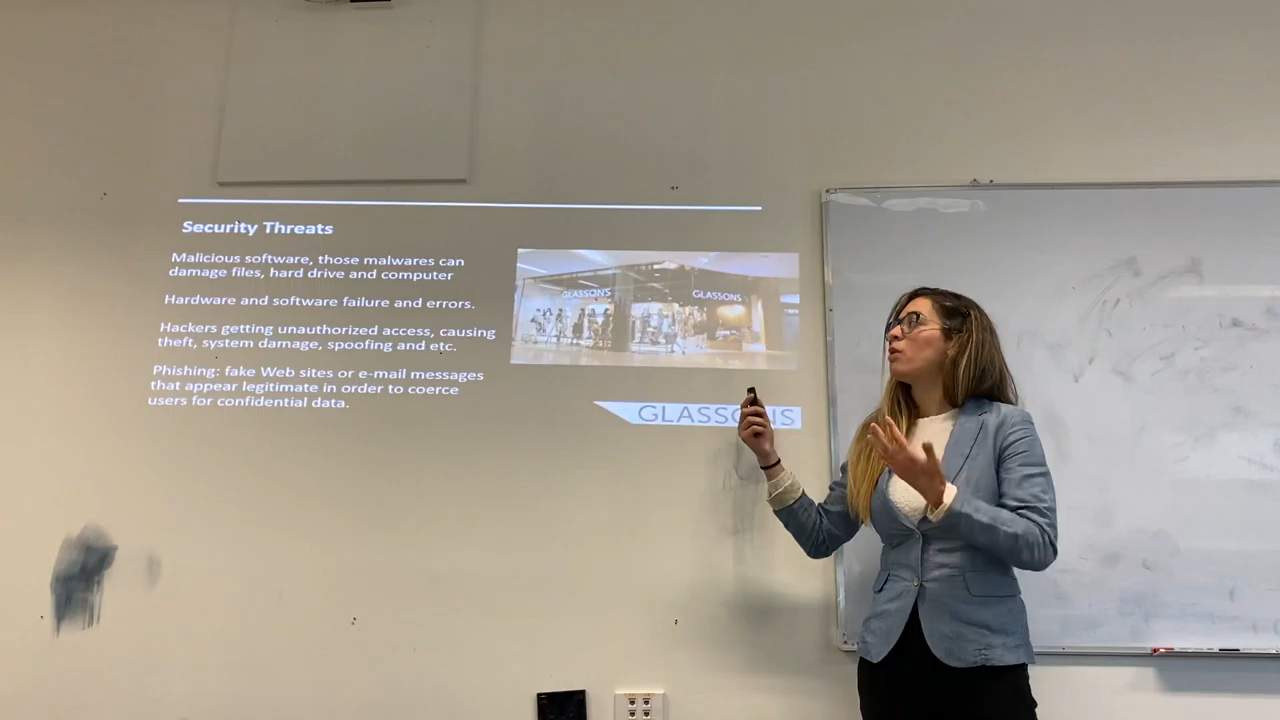 Security Threats
Malicious software, those malwares can
damage files, hard drive and computer
Hardware and software failure and errors.
Hackers getting unauthorized access, causing
theft, system damage, spoofing and etc.
Phishing: fake Web sites or e-mail messages
that appear legitimate in order to coerce
users for confidential data.
GLASSONS
GLASSONS
GLASSONS